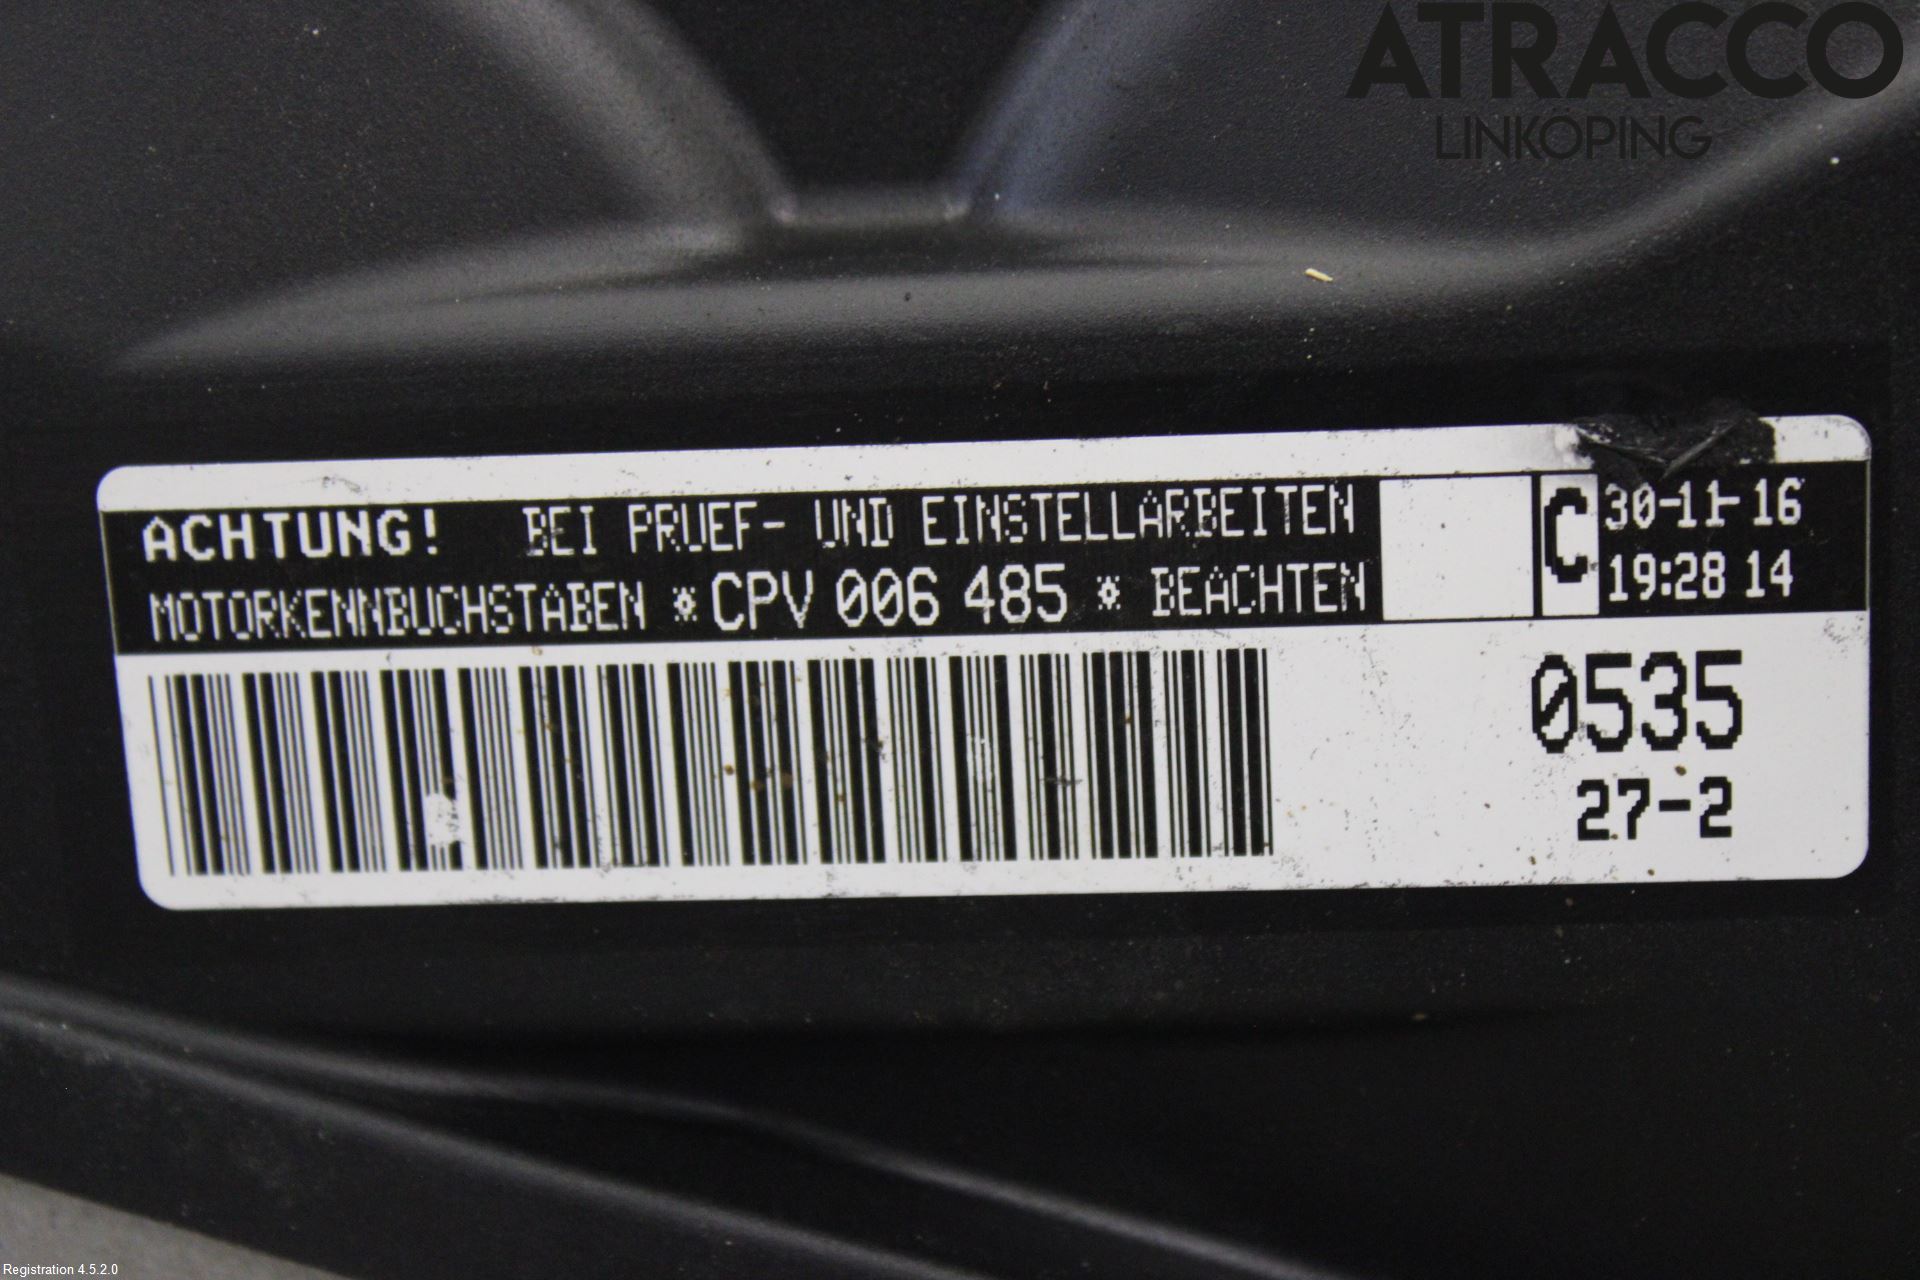 ATRACCO
LINKÖPING
ACHTUNG! BEI PRUEF- UND EINSTELLARBEITEN
MOTORKENNBUCHSTABEN *CPV 006 485 * BEACHTEN
C
30-11-16
19:28 14
0535
27-2
Registration 4.5.2.0